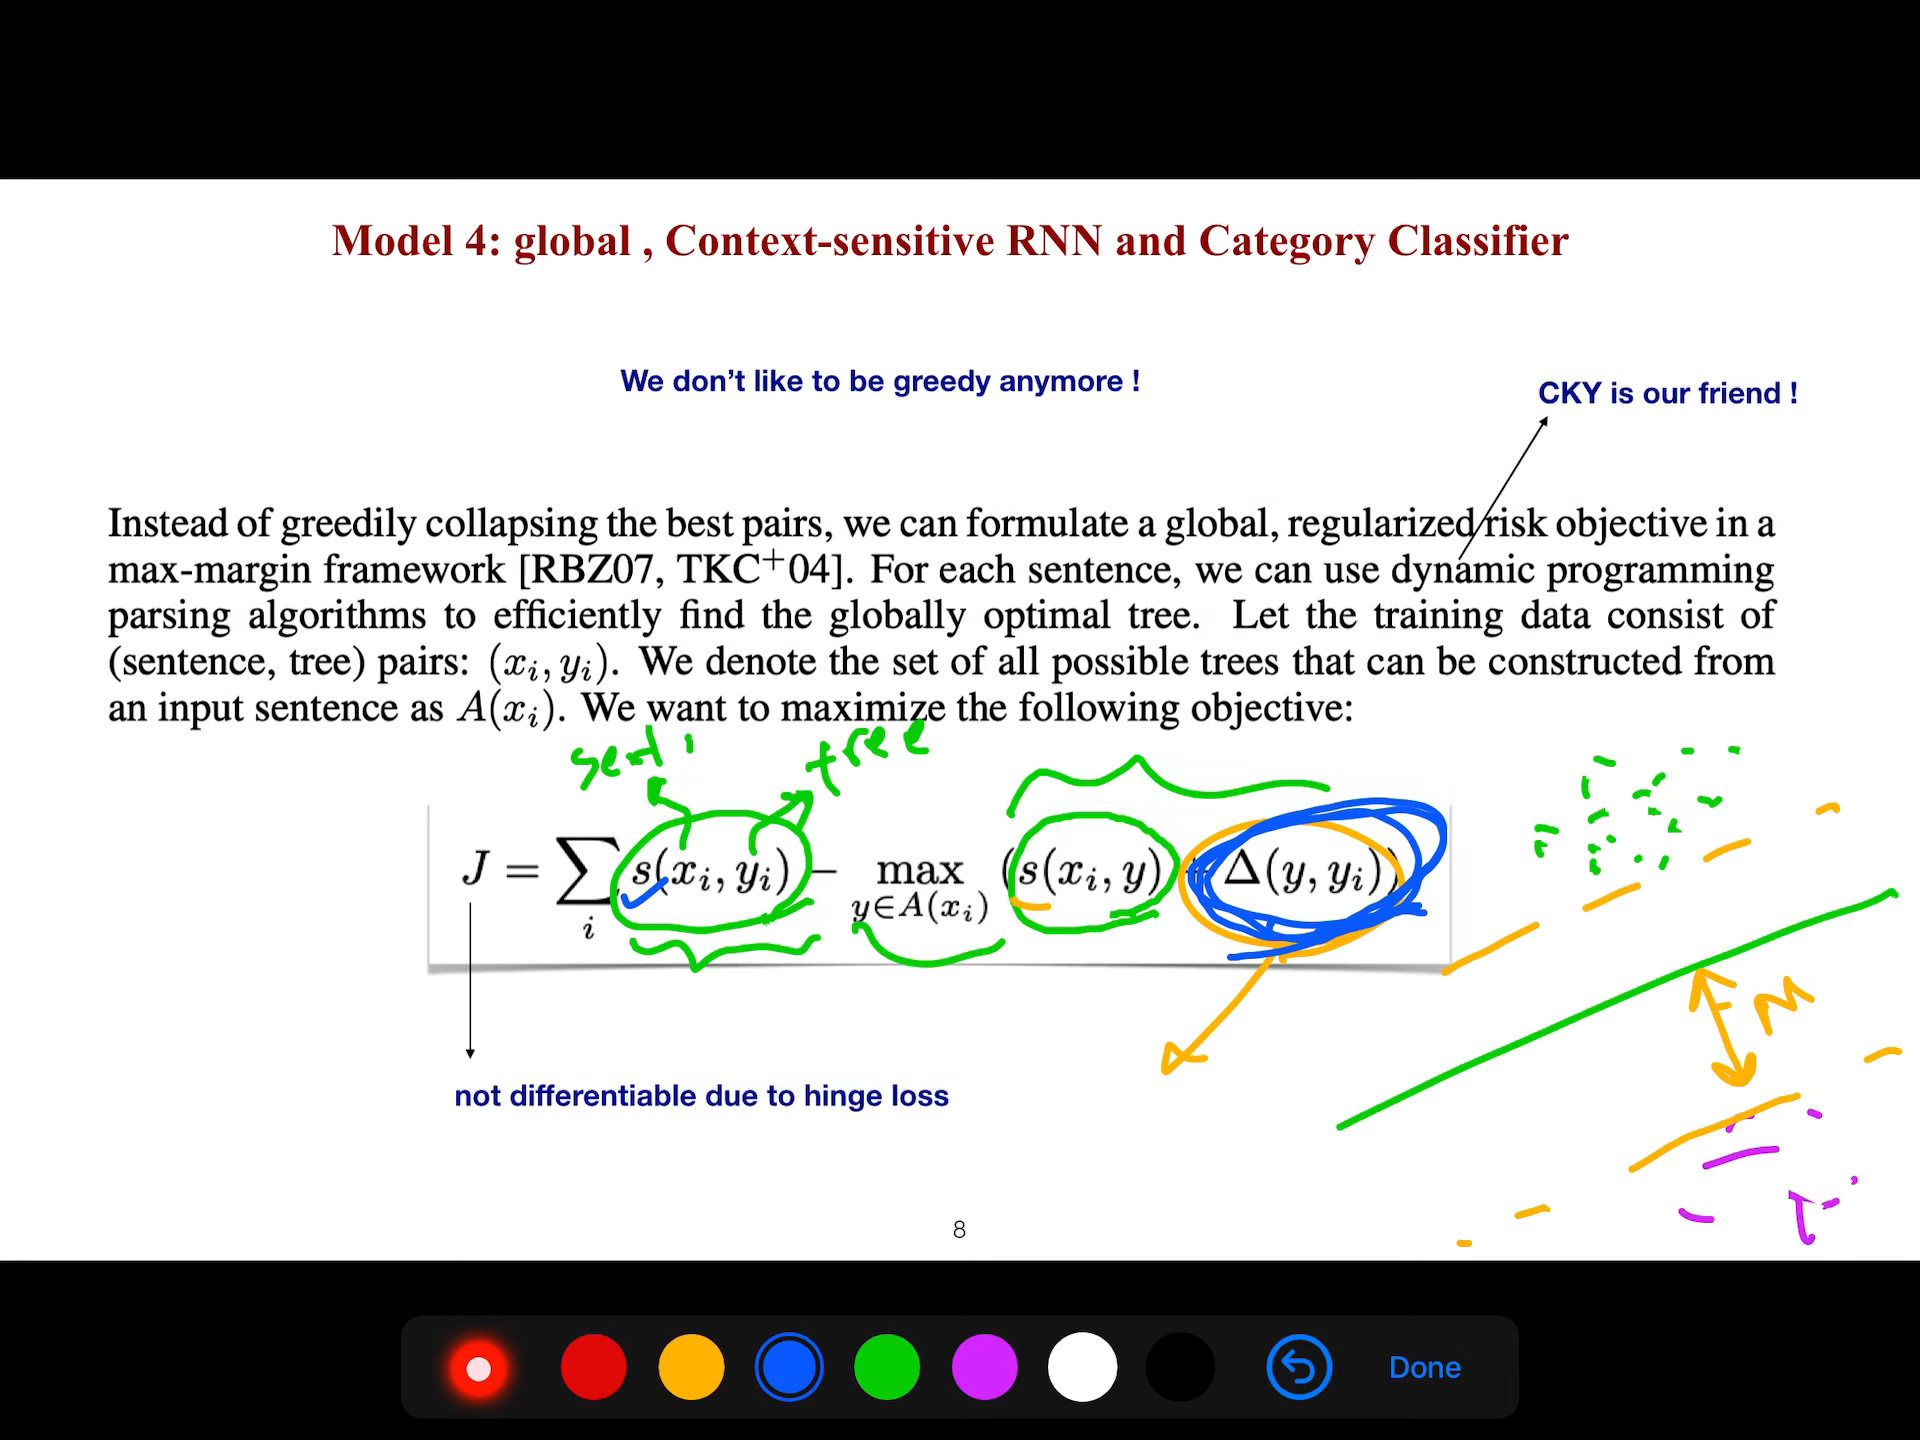 Model 4: global , Context-sensitive RNN and Category Classifier
We don't like to be greedy anymore !
CKY is our friend !
Instead of greedily collapsing the best pairs, we can formulate a global, regularized risk objective in a
max-margin framework [RBZ07, TKC⁺04]. For each sentence, we can use dynamic programming
parsing algorithms to efficiently find the globally optimal tree. Let the training data consist of
(sentence, tree) pairs: (xᵢ, yᵢ). We denote the set of all possible trees that can be constructed from
an input sentence as A(xᵢ). We want to maximize the following objective:
tree
J = ∑ᵢ s(xᵢ, yᵢ) − max_{y∈A(xᵢ)} (s(xᵢ, y) + Δ(y, yᵢ))
M
not differentiable due to hinge loss
8
Done